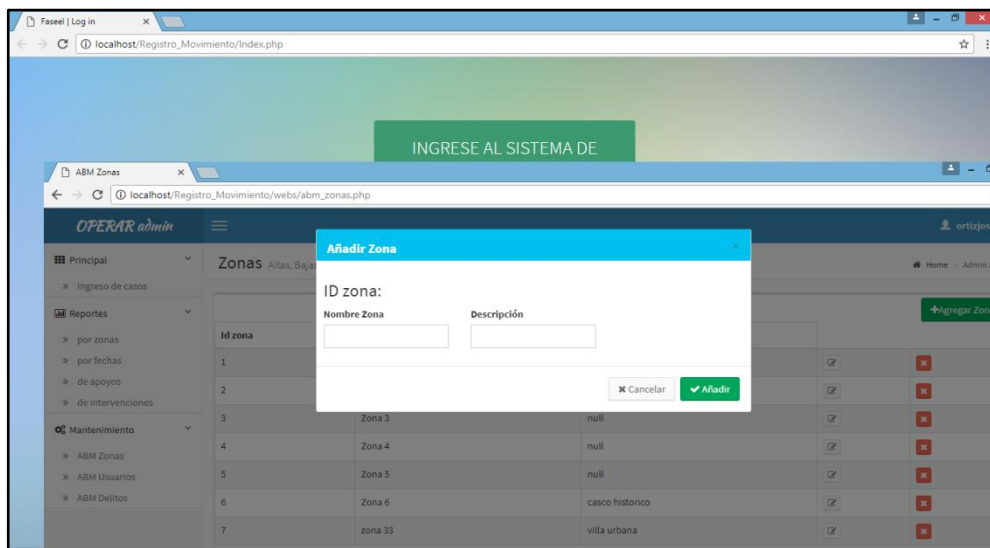 Faseel | Log in
localhost/Registro_Movimiento/Index.php
INGRESE AL SISTEMA DE
ABM Zonas
localhost/Registro_Movimiento/webs/abm_zonas.php
OPERAR admin
Principal
Ingreso de casos
Reportes
por zonas
por fechas
de apoyos
de intervenciones
Mantenimiento
ABM Zonas
ABM Usuarios
ABM Delitos
Zonas Altas, Baja
Home > Admin
+Agregar Zon
Añadir Zona ×
ID zona:
Nombre Zona Descripción
Cancelar Añadir
Id zona
1
2
3 Zona 3 null
4 Zona 4 null
5 Zona 5 null
6 Zona 6 casco historico
7 zona 33 villa urbana